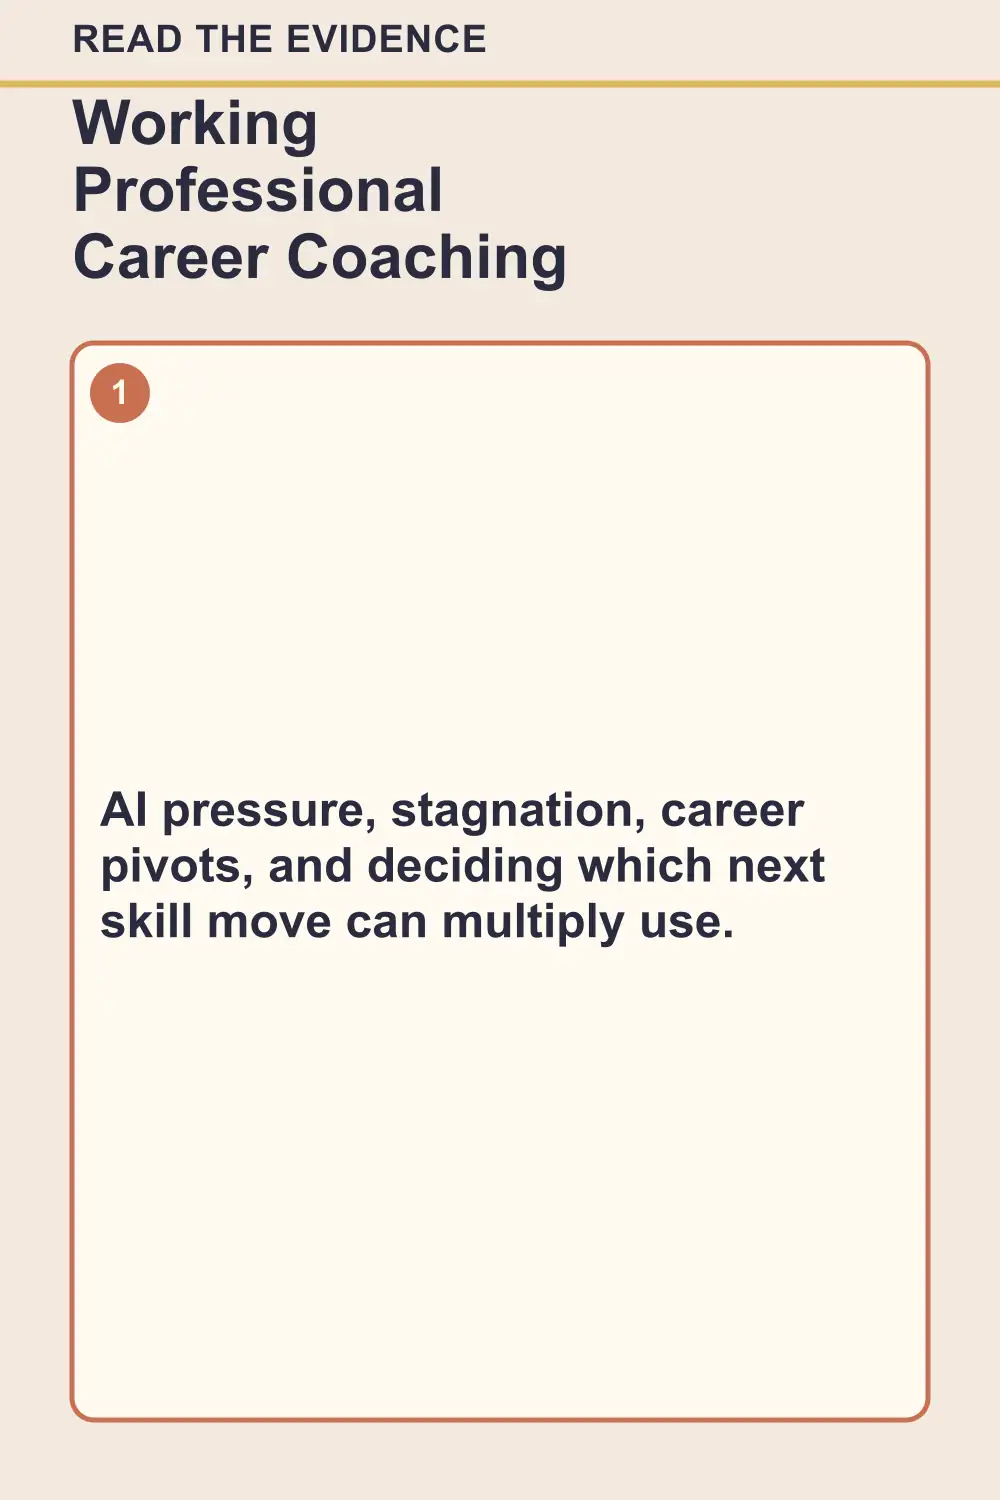 READ THE EVIDENCE
Working
Professional
Career Coaching
1
AI pressure, stagnation, career
pivots, and deciding which next
skill move can multiply use.